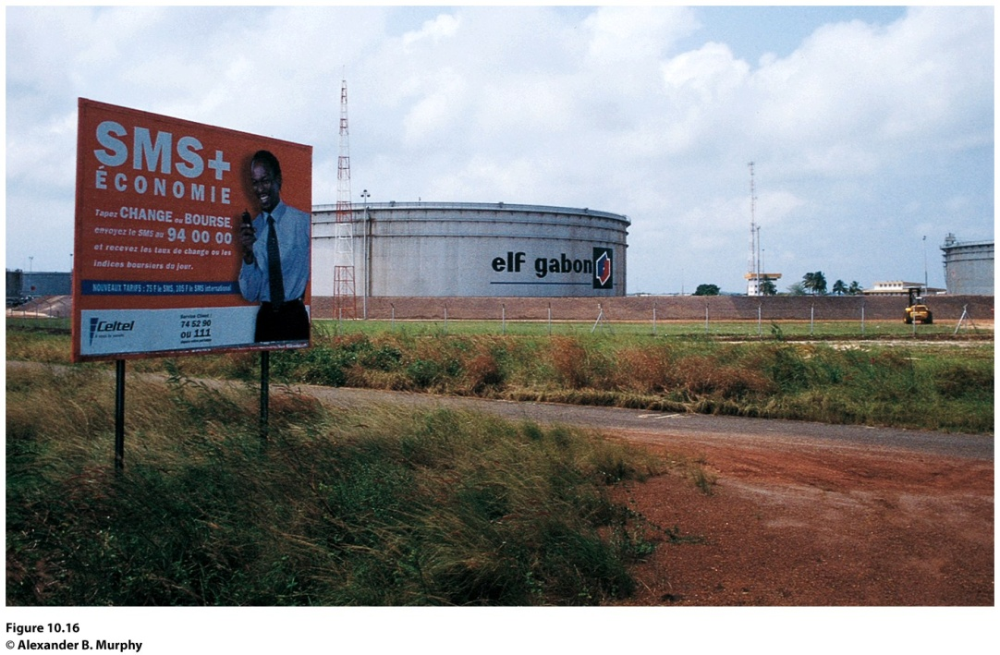 SMS+
ÉCONOMIE
Tapez CHANGE ou BOURSE,
envoyez le SMS au 94 00 00
et recevez les taux de change ou les
indices boursiers du jour.
NOUVEAUX TARIFS : 75 F le SMS, 105 F le SMS international
Celtel
Service Client :
74 52 90
ou 111
elf gabon
Figure 10.16
© Alexander B. Murphy